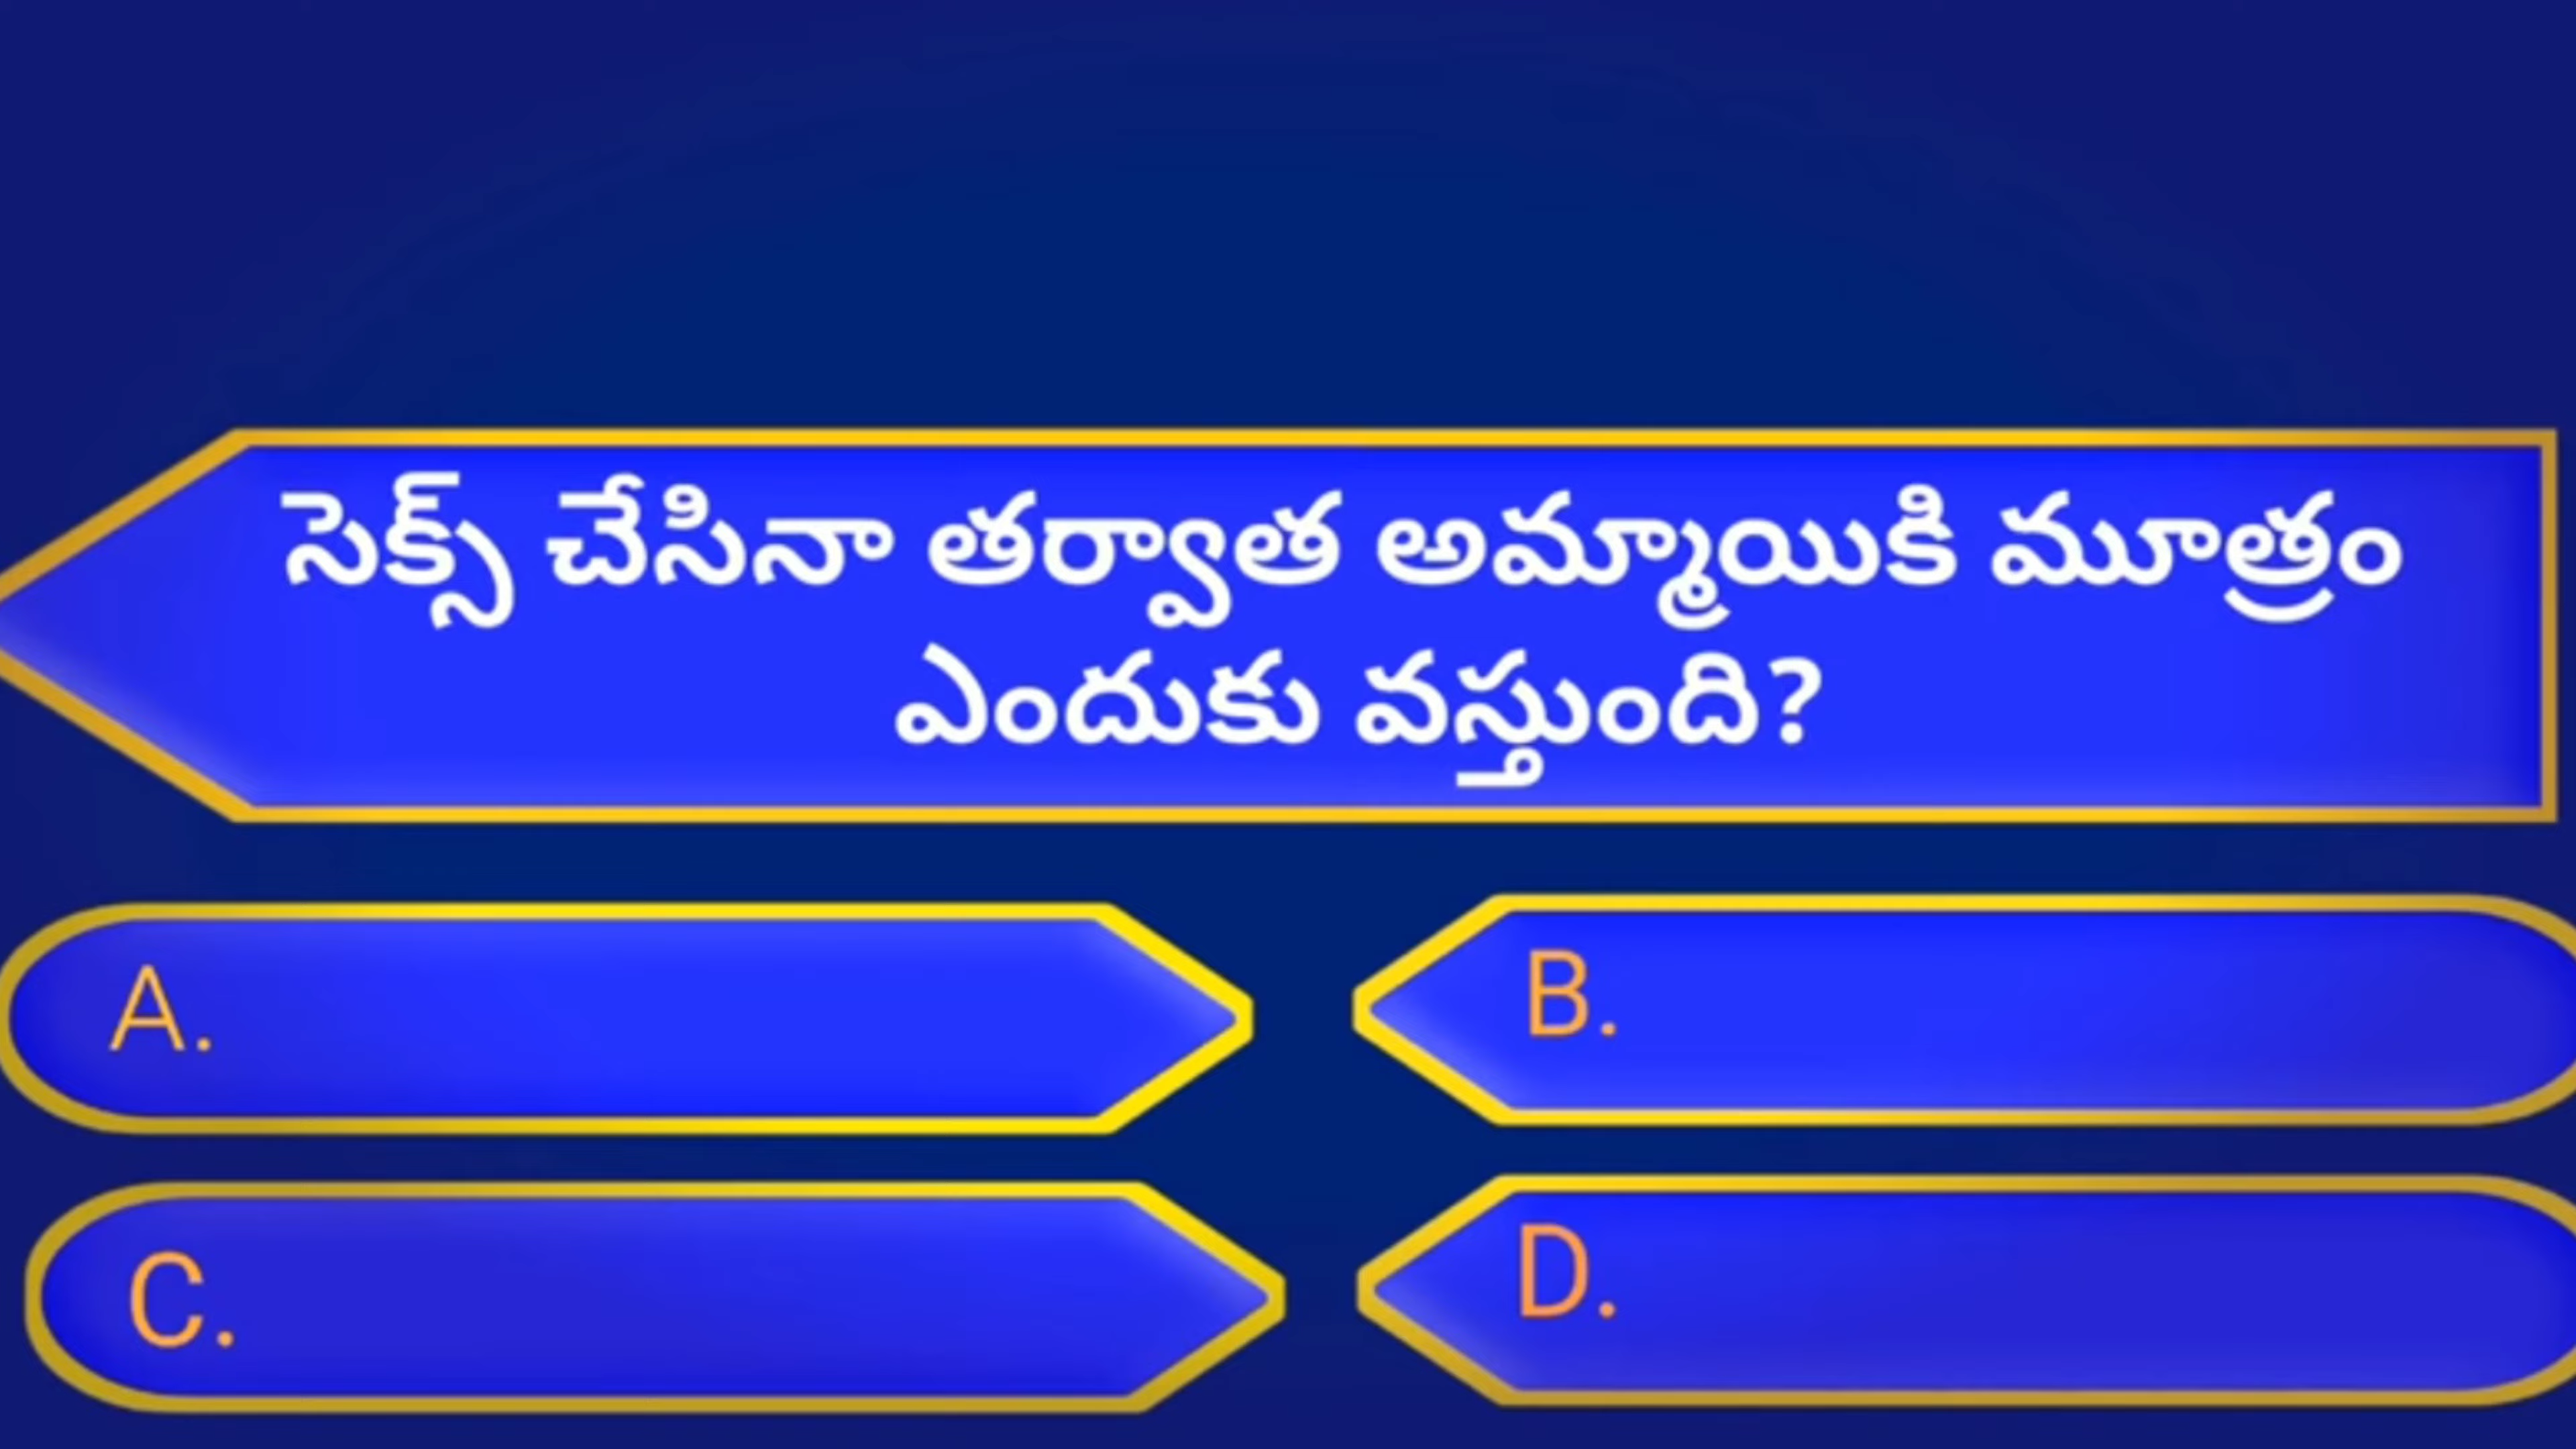 సెక్స్ చేసినా తర్వాత అమ్మాయికి మూత్రం
ఎందుకు వస్తుంది?
A.
B.
C.
D.